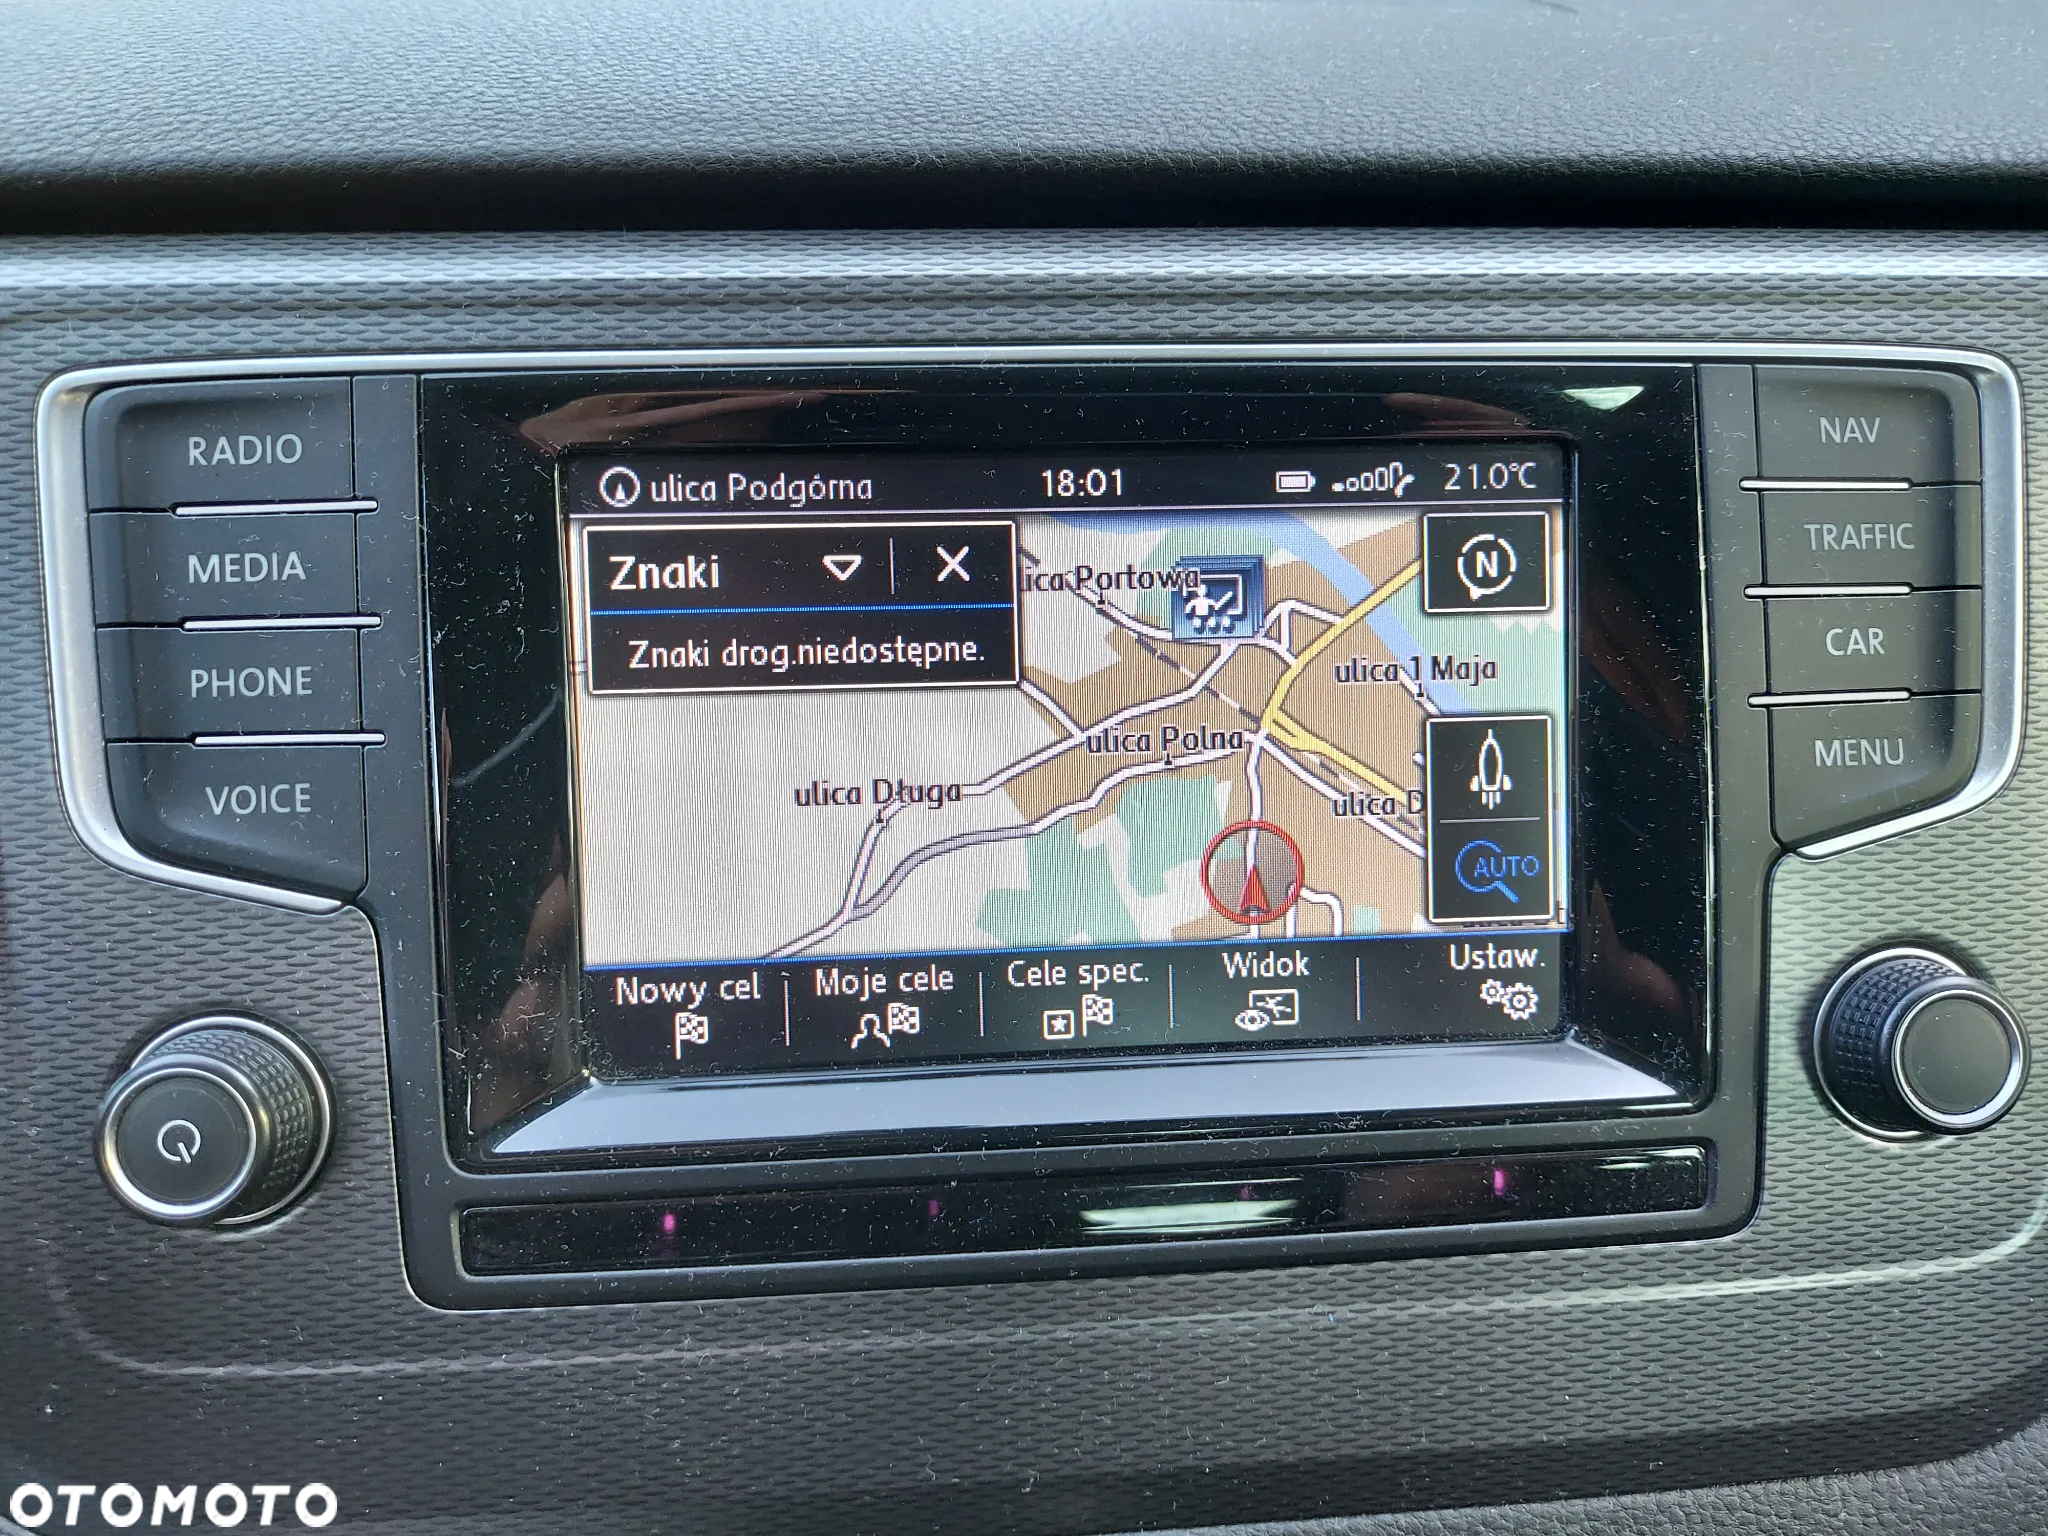 RADIO
MEDIA
PHONE
VOICE
ulica Podgórna
18:01
21.0°C
Znaki
Znaki drog.niedostępne.
lica Portowa
N
ulica 1 Maja
ulica Polna
ulica Długa
ulica D
AUTO
Nowy cel
Moje cele
Cele spec.
Widok
Ustaw.
NAV
TRAFFIC
CAR
MENU
OTOMOTO